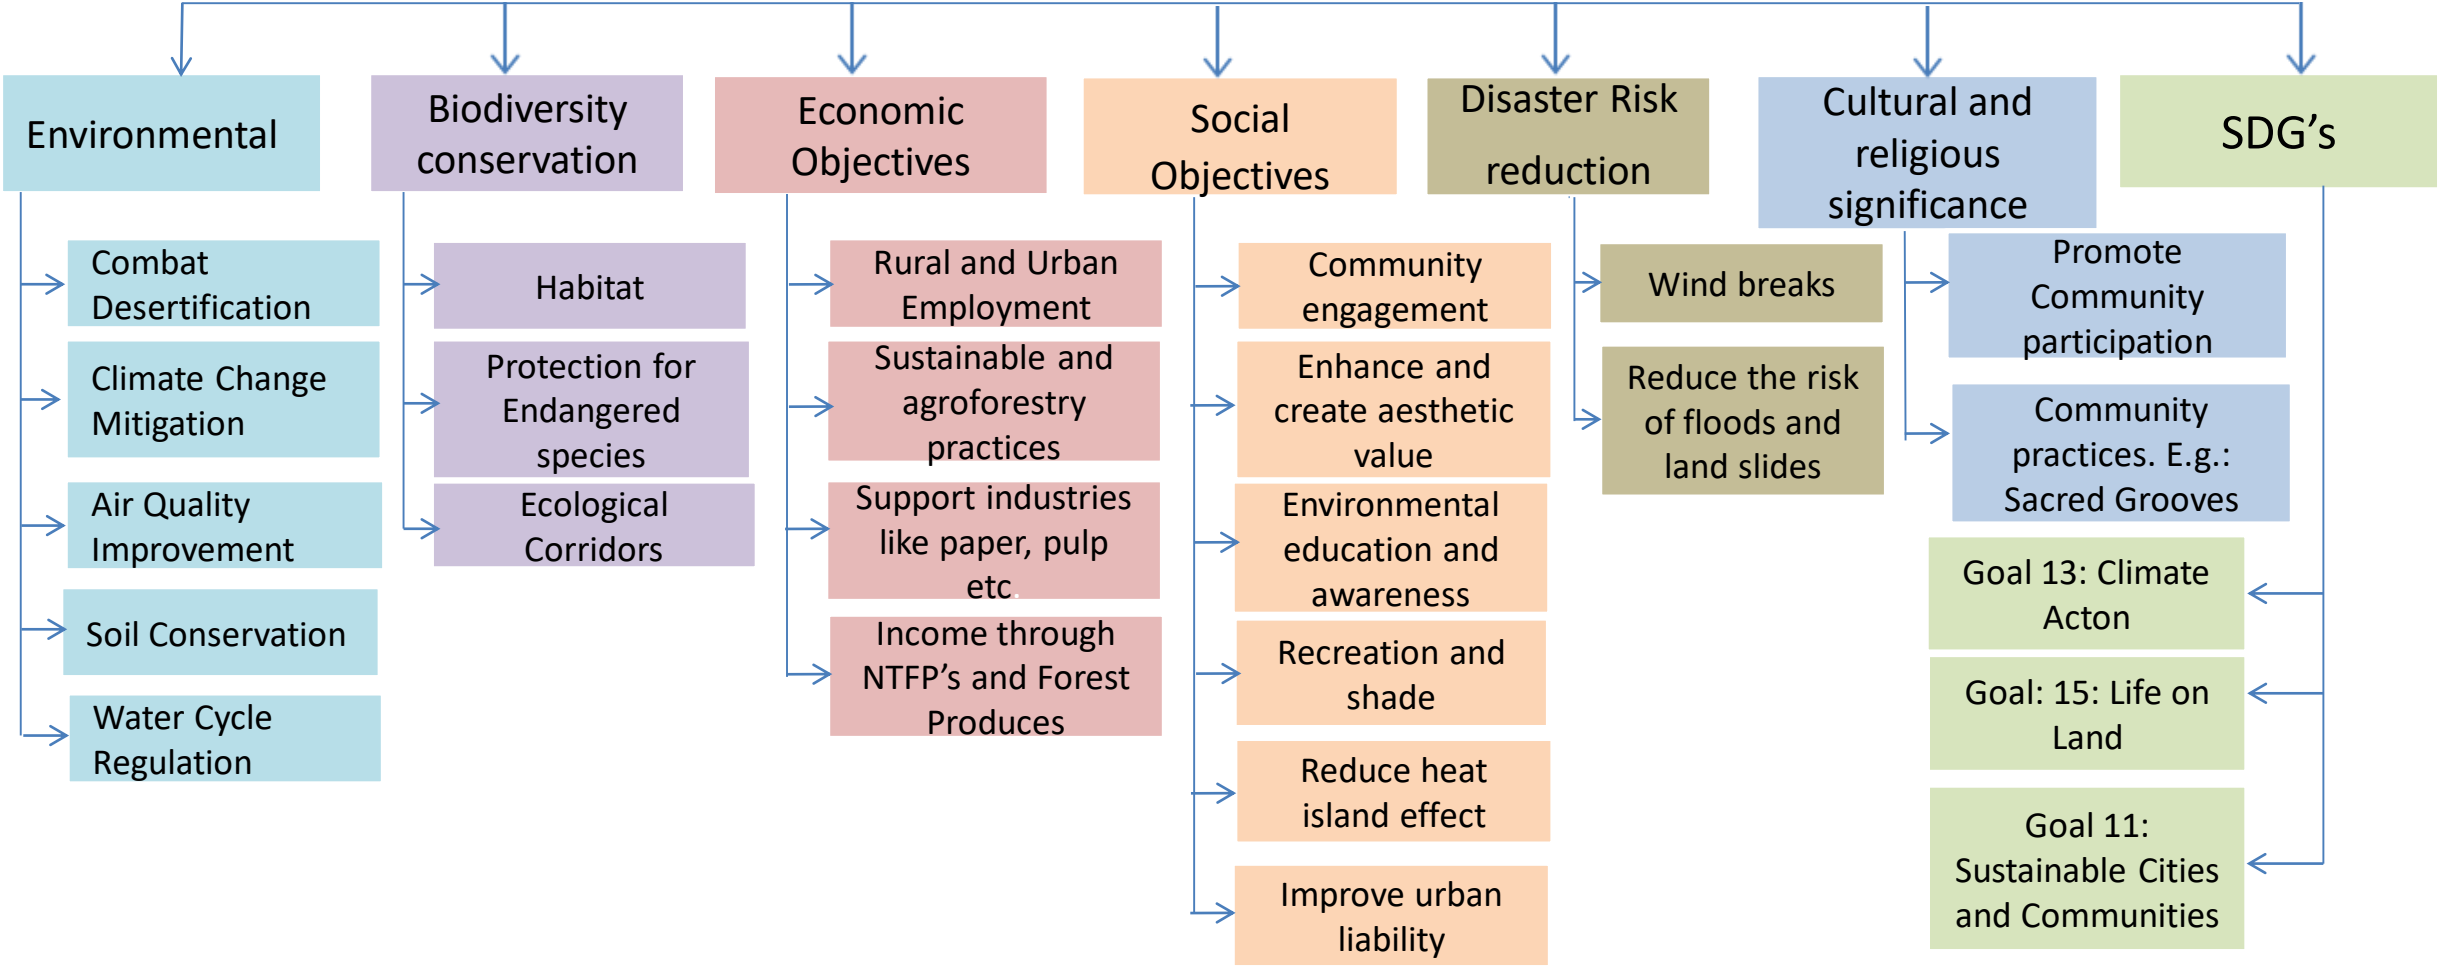 Environmental
Combat
Desertification
Climate Change
Mitigation
Air Quality
Improvement
Soil Conservation
Water Cycle
Regulation
Biodiversity
conservation
Habitat
Protection for
Endangered
species
Ecological
Corridors
Economic
Objectives
Rural and Urban
Employment
Sustainable and
agroforestry
practices
Support industries
like paper, pulp
etc.
Income through
NTFP's and Forest
Produces
Social
Objectives
Community
engagement
Enhance and
create aesthetic
value
Environmental
education and
awareness
Recreation and
shade
Reduce heat
island effect
Improve urban
liability
Disaster Risk
reduction
Wind breaks
Reduce the risk
of floods and
land slides
Cultural and
religious
significance
Promote
Community
participation
Community
practices. E.g.:
Sacred Grooves
SDG's
Goal 13: Climate
Acton
Goal: 15: Life on
Land
Goal 11:
Sustainable Cities
and Communities